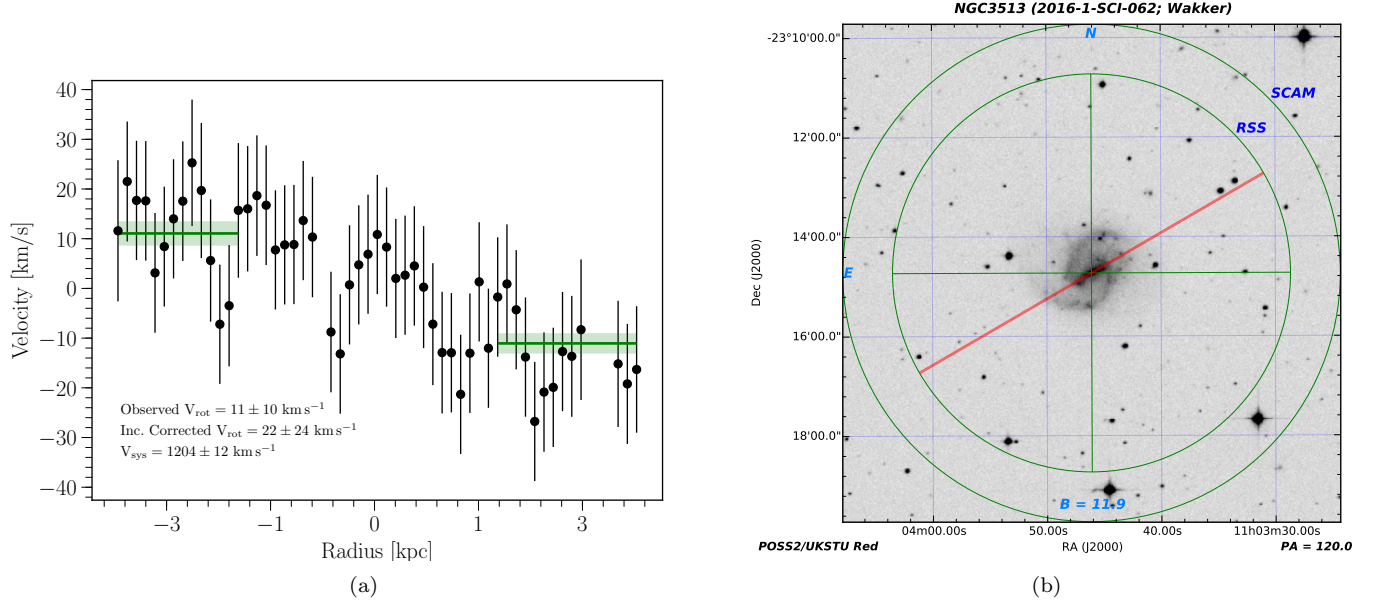 40
30
20
10
0
−10
−20
−30
−40
Velocity [km/s]
Observed V_rot = 11 ± 10 km s⁻¹
Inc. Corrected V_rot = 22 ± 24 km s⁻¹
V_sys = 1204 ± 12 km s⁻¹
−3 −1 0 1 3
Radius [kpc]
(a)
NGC3513 (2016-1-SCI-062; Wakker)
-23°10'00.0"
12'00.0"
14'00.0"
16'00.0"
18'00.0"
Dec (J2000)
N
SCAM
RSS
E
B = 11.9
04m00.00s 50.00s 40.00s 11h03m30.00s
POSS2/UKSTU Red RA (J2000) PA = 120.0
(b)